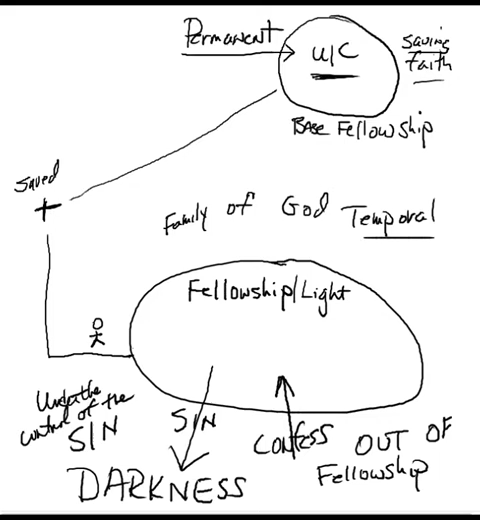 Permanent
U/C
saving
faith
Base Fellowship
Saved
Family of God Temporal
Fellowship/Light
Under the
control of the
SIN
SIN
CONFESS
OUT OF
Fellowship
DARKNESS